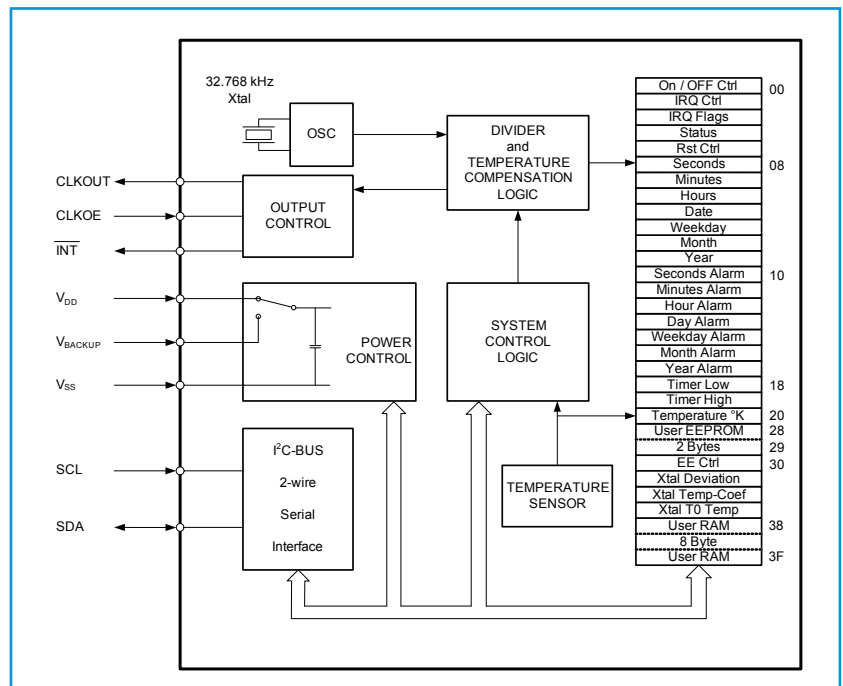 32.768 kHz
Xtal
OSC
DIVIDER
and
TEMPERATURE
COMPENSATION
LOGIC
CLKOUT
CLKOE
INT
OUTPUT
CONTROL
VDD
VBACKUP
VSS
POWER
CONTROL
SYSTEM
CONTROL
LOGIC
SCL
SDA
I²C-BUS
2-wire
Serial
Interface
TEMPERATURE
SENSOR
On / OFF Ctrl 00
IRQ Ctrl
IRQ Flags
Status
Rst Ctrl
Seconds 08
Minutes
Hours
Date
Weekday
Month
Year
Seconds Alarm 10
Minutes Alarm
Hour Alarm
Day Alarm
Weekday Alarm
Month Alarm
Year Alarm
Timer Low 18
Timer High
Temperature °K 20
User EEPROM 28
2 Bytes 29
EE Ctrl 30
Xtal Deviation
Xtal Temp-Coef
Xtal T0 Temp
User RAM 38
8 Byte
User RAM 3F